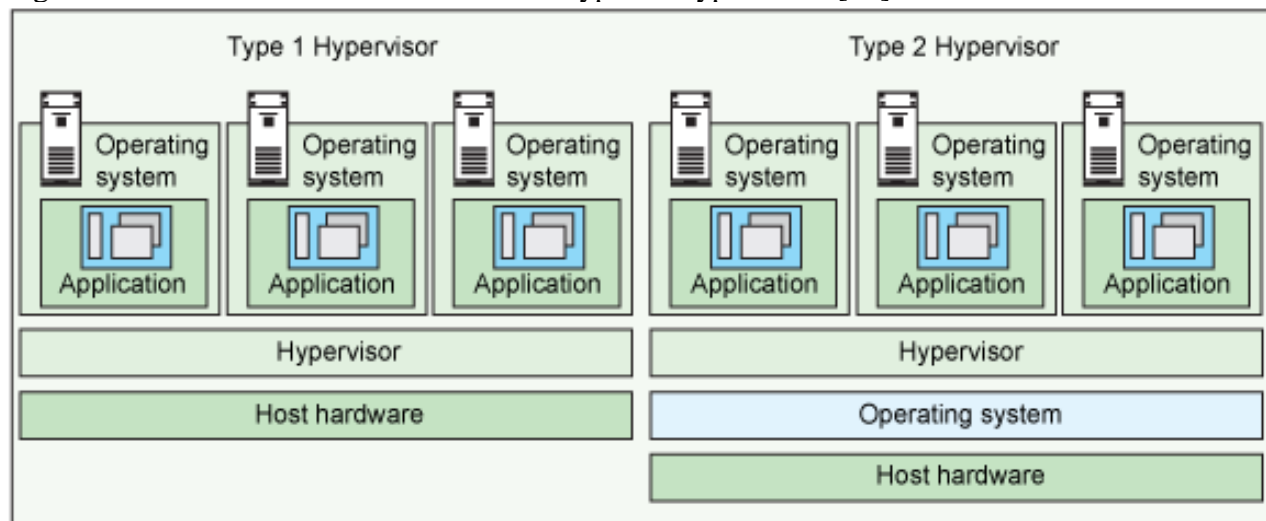 Type 1 Hypervisor
Operating
system
Application
Operating
system
Application
Operating
system
Application
Hypervisor
Host hardware
Type 2 Hypervisor
Operating
system
Application
Operating
system
Application
Operating
system
Application
Hypervisor
Operating system
Host hardware